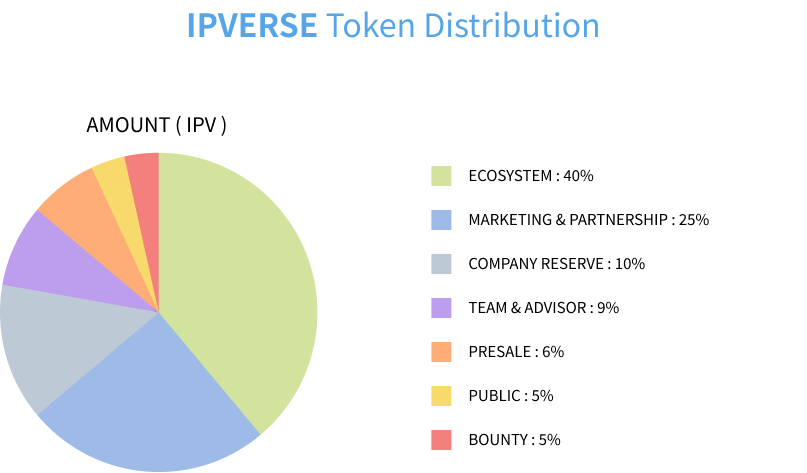 IPVERSE Token Distribution
AMOUNT ( IPV )
ECOSYSTEM : 40%
MARKETING & PARTNERSHIP : 25%
COMPANY RESERVE : 10%
TEAM & ADVISOR : 9%
PRESALE : 6%
PUBLIC : 5%
BOUNTY : 5%